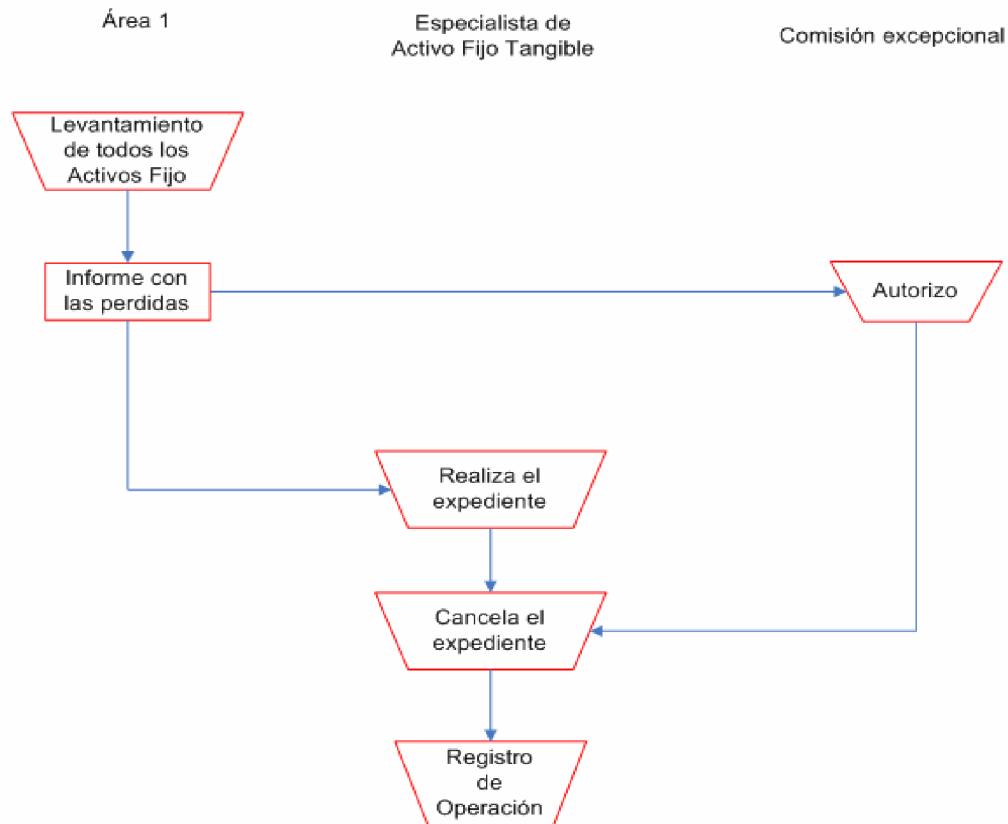 Área 1
Especialista de
Activo Fijo Tangible
Comisión excepcional
Levantamiento
de todos los
Activos Fijo
Informe con
las perdidas
Autorizo
Realiza el
expediente
Cancela el
expediente
Registro
de
Operación